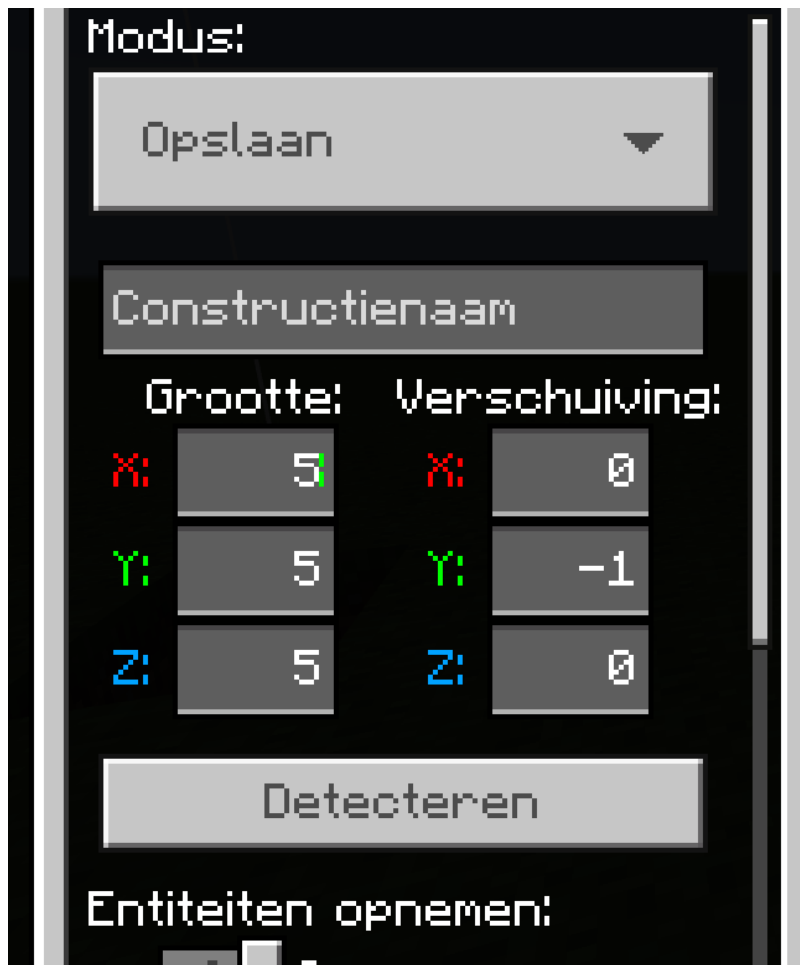 Modus:
Opslaan
Constructienaam
Grootte: Verschuiving:
X: 5 X: 0
Y: 5 Y: -1
Z: 5 Z: 0
Detecteren
Entiteiten opnemen: